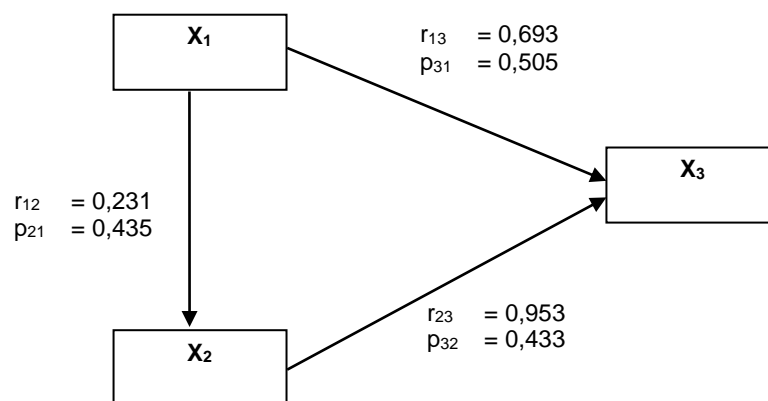 X₁
r₁₃ = 0,693
p₃₁ = 0,505
X₃
r₁₂ = 0,231
p₂₁ = 0,435
r₂₃ = 0,953
p₃₂ = 0,433
X₂